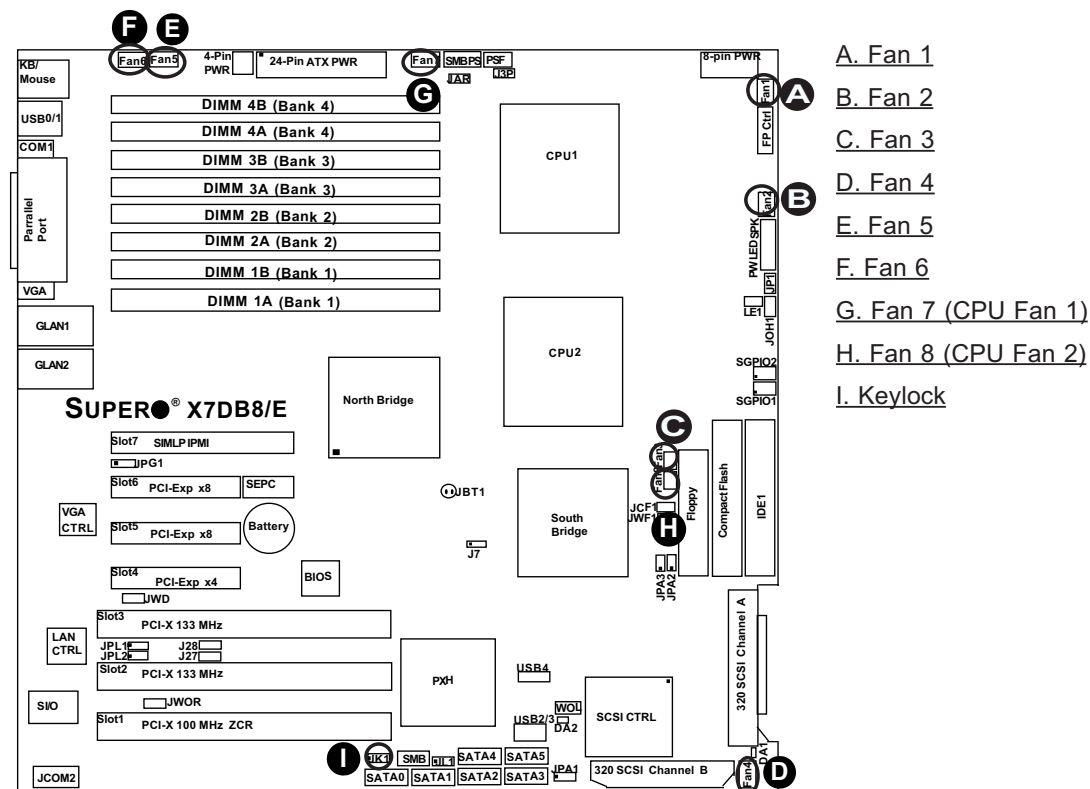 F
E
KB/
Mouse
Fan6
Fan5
4-Pin
PWR
24-Pin ATX PWR
Fan7
SMBPS
PSF
JAR
J3P
8-pin PWR
G
Fan1
A
FP Ctrl
USB0/1
COM1
Parrallel
Port
VGA
GLAN1
GLAN2
DIMM 4B (Bank 4)
DIMM 4A (Bank 4)
DIMM 3B (Bank 3)
DIMM 3A (Bank 3)
DIMM 2B (Bank 2)
DIMM 2A (Bank 2)
DIMM 1B (Bank 1)
DIMM 1A (Bank 1)
CPU1
CPU2
Fan2
B
PWLEDSPK
JP1
LE1
JOH1
SGPIO2
SGPIO1
SUPER ® X7DB8/E
North Bridge
Slot7
SIMLP IPMI
JPG1
Slot6
PCI-Exp x8
SEPC
VGA
CTRL
Slot5
PCI-Exp x8
Battery
Slot4
PCI-Exp x4
BIOS
JWD
JBT1
J7
South
Bridge
C
Fan3
JCF1
JWF1
H
JPA3
JPA2
Floppy
CompactFlash
IDE1
Slot3
PCI-X 133 MHz
LAN
CTRL
JPL1
JPL2
J28
J27
Slot2
PCI-X 133 MHz
S/IO
JWOR
Slot1
PCI-X 100 MHz ZCR
JCOM2
PXH
USB4
USB2/3
WOL
DA2
SCSI CTRL
320 SCSI Channel A
DA1
I
JK1
SMB
JL1
SATA4
SATA5
SATA0
SATA1
SATA2
SATA3
JPA1
320 SCSI Channel B
Fan4
D
A. Fan 1
B. Fan 2
C. Fan 3
D. Fan 4
E. Fan 5
F. Fan 6
G. Fan 7 (CPU Fan 1)
H. Fan 8 (CPU Fan 2)
I. Keylock